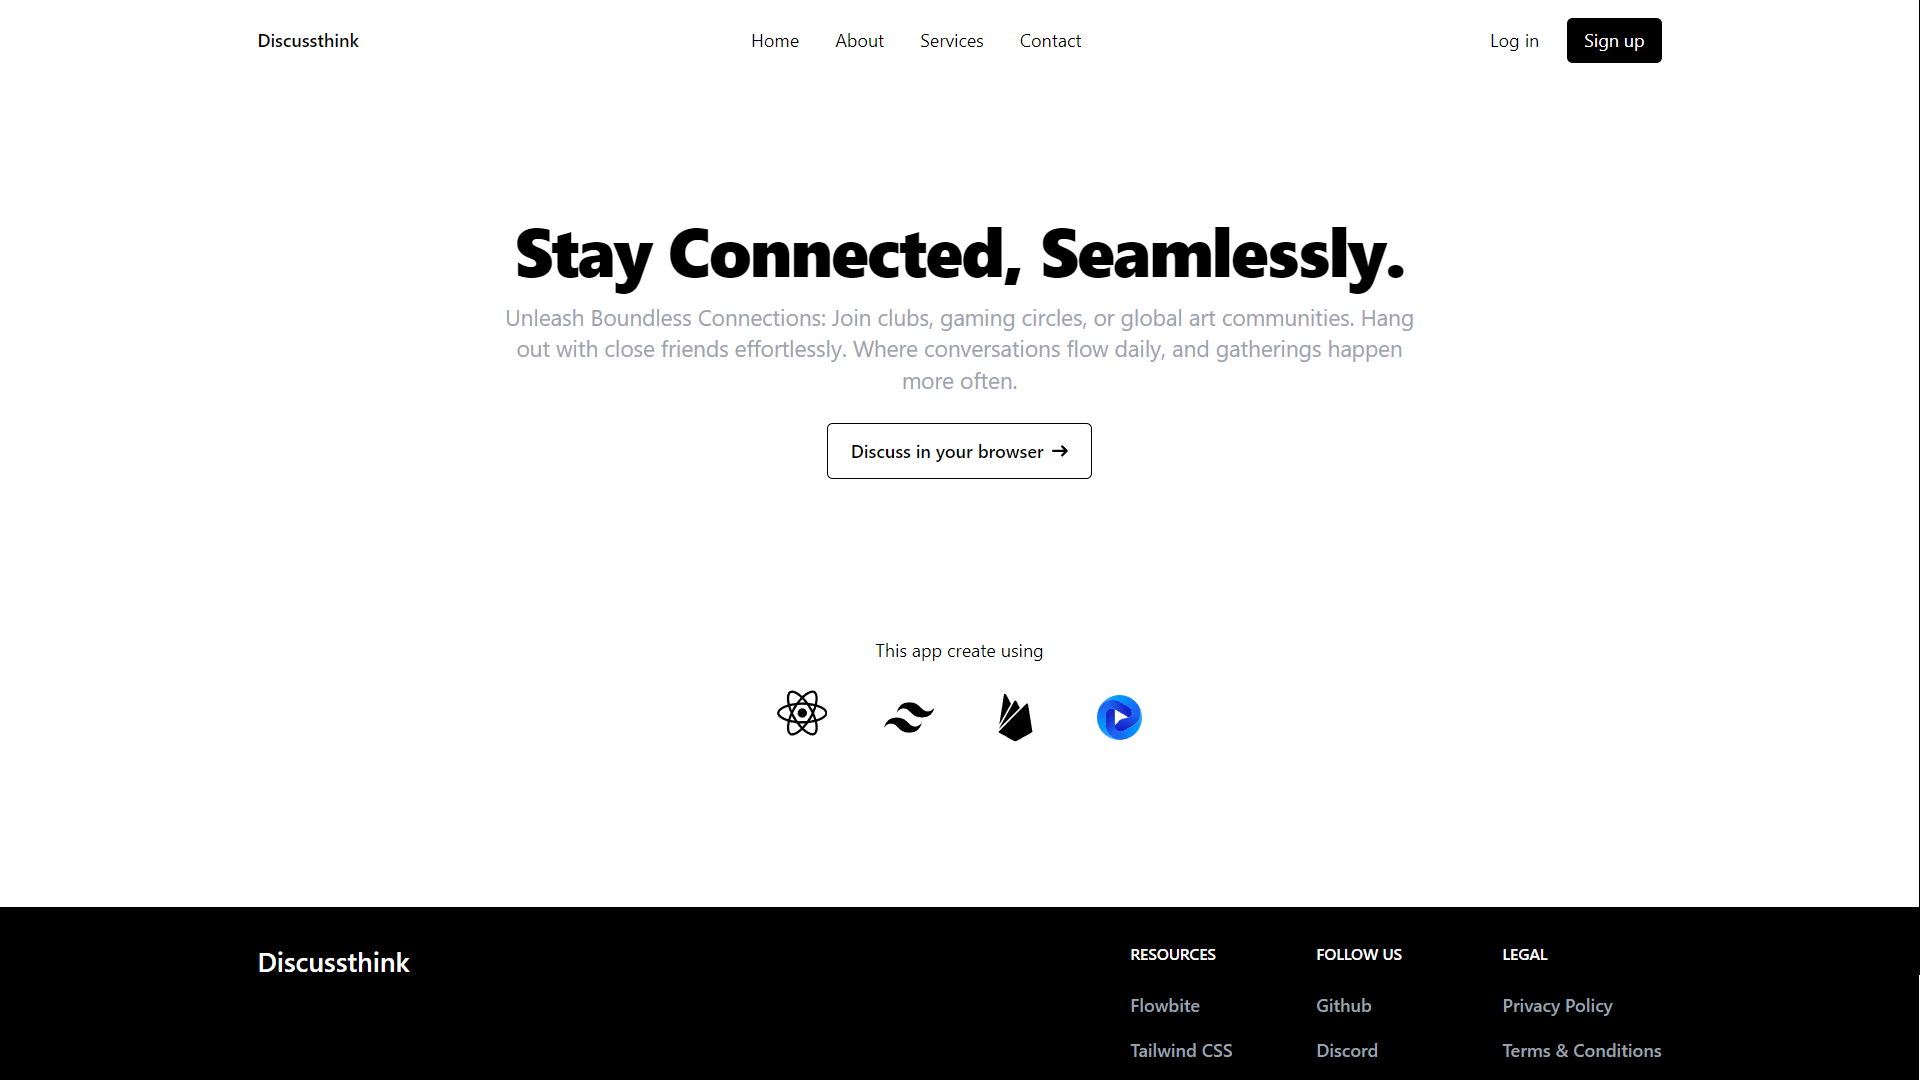 Discussthink
Home About Services Contact
Log in Sign up
Stay Connected, Seamlessly.
Unleash Boundless Connections: Join clubs, gaming circles, or global art communities. Hang
out with close friends effortlessly. Where conversations flow daily, and gatherings happen
more often.
Discuss in your browser →
This app create using
Discussthink
RESOURCES
Flowbite
Tailwind CSS
FOLLOW US
Github
Discord
LEGAL
Privacy Policy
Terms & Conditions